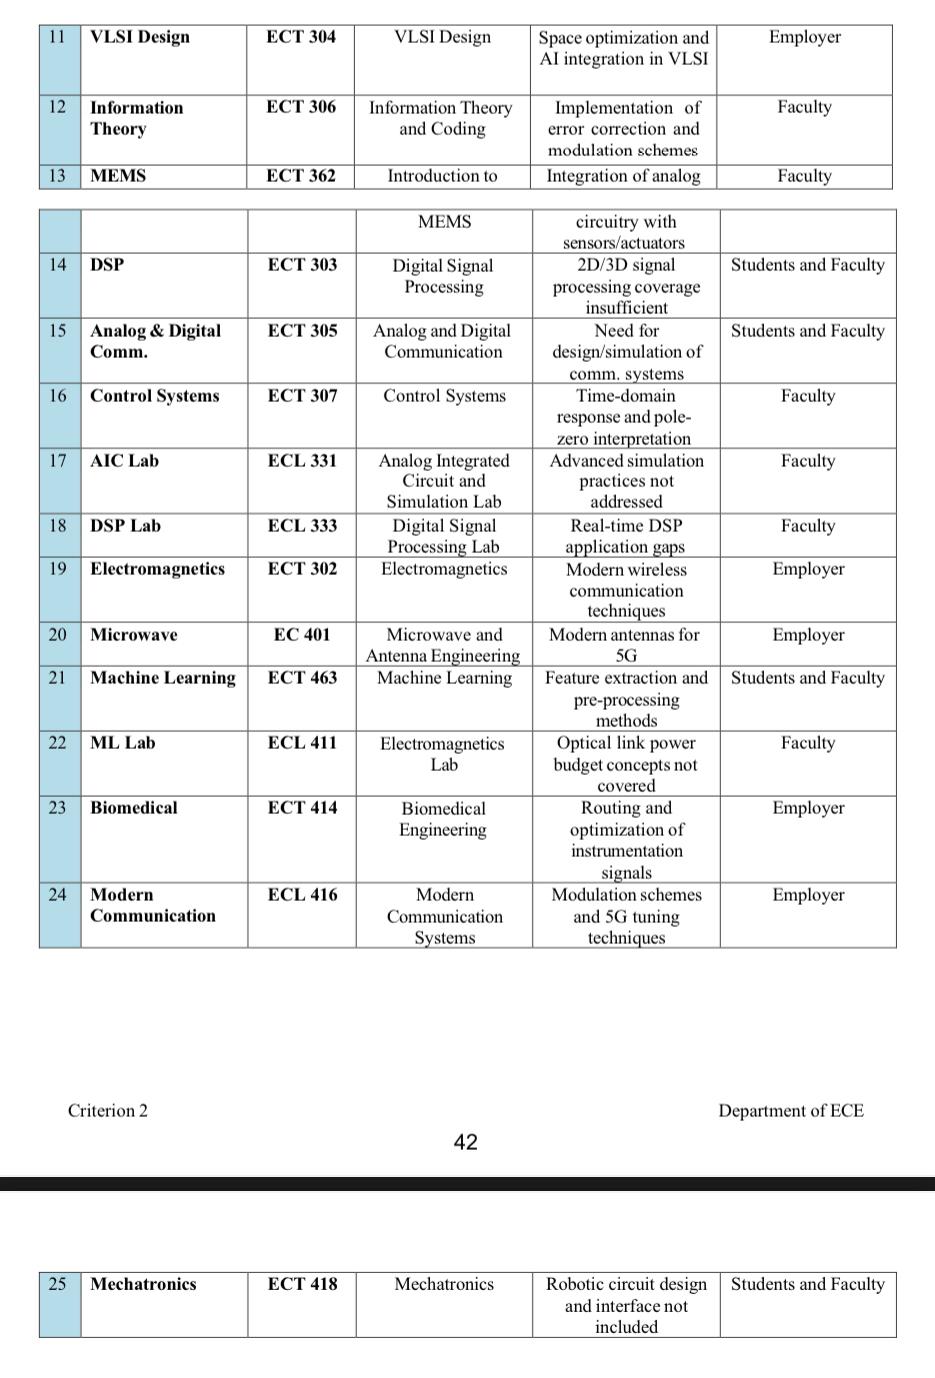 11 VLSI Design ECT 304 VLSI Design Space optimization and Employer
AI integration in VLSI
12 Information ECT 306 Information Theory Implementation of Faculty
Theory and Coding error correction and
modulation schemes
13 MEMS ECT 362 Introduction to Integration of analog Faculty
MEMS circuitry with
sensors/actuators
14 DSP ECT 303 Digital Signal 2D/3D signal Students and Faculty
Processing processing coverage
insufficient
15 Analog & Digital ECT 305 Analog and Digital Need for Students and Faculty
Comm. Communication design/simulation of
comm. systems
16 Control Systems ECT 307 Control Systems Time-domain Faculty
response and pole-
zero interpretation
17 AIC Lab ECL 331 Analog Integrated Advanced simulation Faculty
Circuit and practices not
Simulation Lab addressed
18 DSP Lab ECL 333 Digital Signal Real-time DSP Faculty
Processing Lab application gaps
19 Electromagnetics ECT 302 Electromagnetics Modern wireless Employer
communication
techniques
20 Microwave EC 401 Microwave and Modern antennas for Employer
Antenna Engineering 5G
21 Machine Learning ECT 463 Machine Learning Feature extraction and Students and Faculty
pre-processing
methods
22 ML Lab ECL 411 Electromagnetics Optical link power Faculty
Lab budget concepts not
covered
23 Biomedical ECT 414 Biomedical Routing and Employer
Engineering optimization of
instrumentation
signals
24 Modern ECL 416 Modern Modulation schemes Employer
Communication Communication and 5G tuning
Systems techniques
Criterion 2 Department of ECE
42
25 Mechatronics ECT 418 Mechatronics Robotic circuit design Students and Faculty
and interface not
included